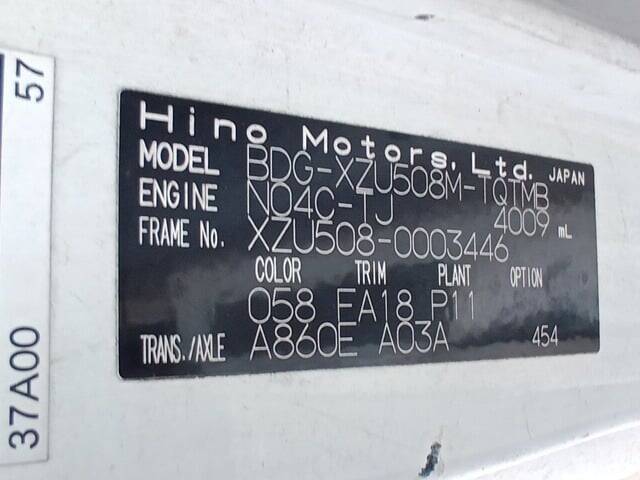 Hino Motors, Ltd. JAPAN
MODEL BDG-XZU508M-TQTMB
ENGINE N04C-TJ 4009 mL
FRAME No. XZU508-0003446
COLOR TRIM PLANT OPTION
058 FA18 P11
TRANS./AXLE A860E A03A 454
37A00 57